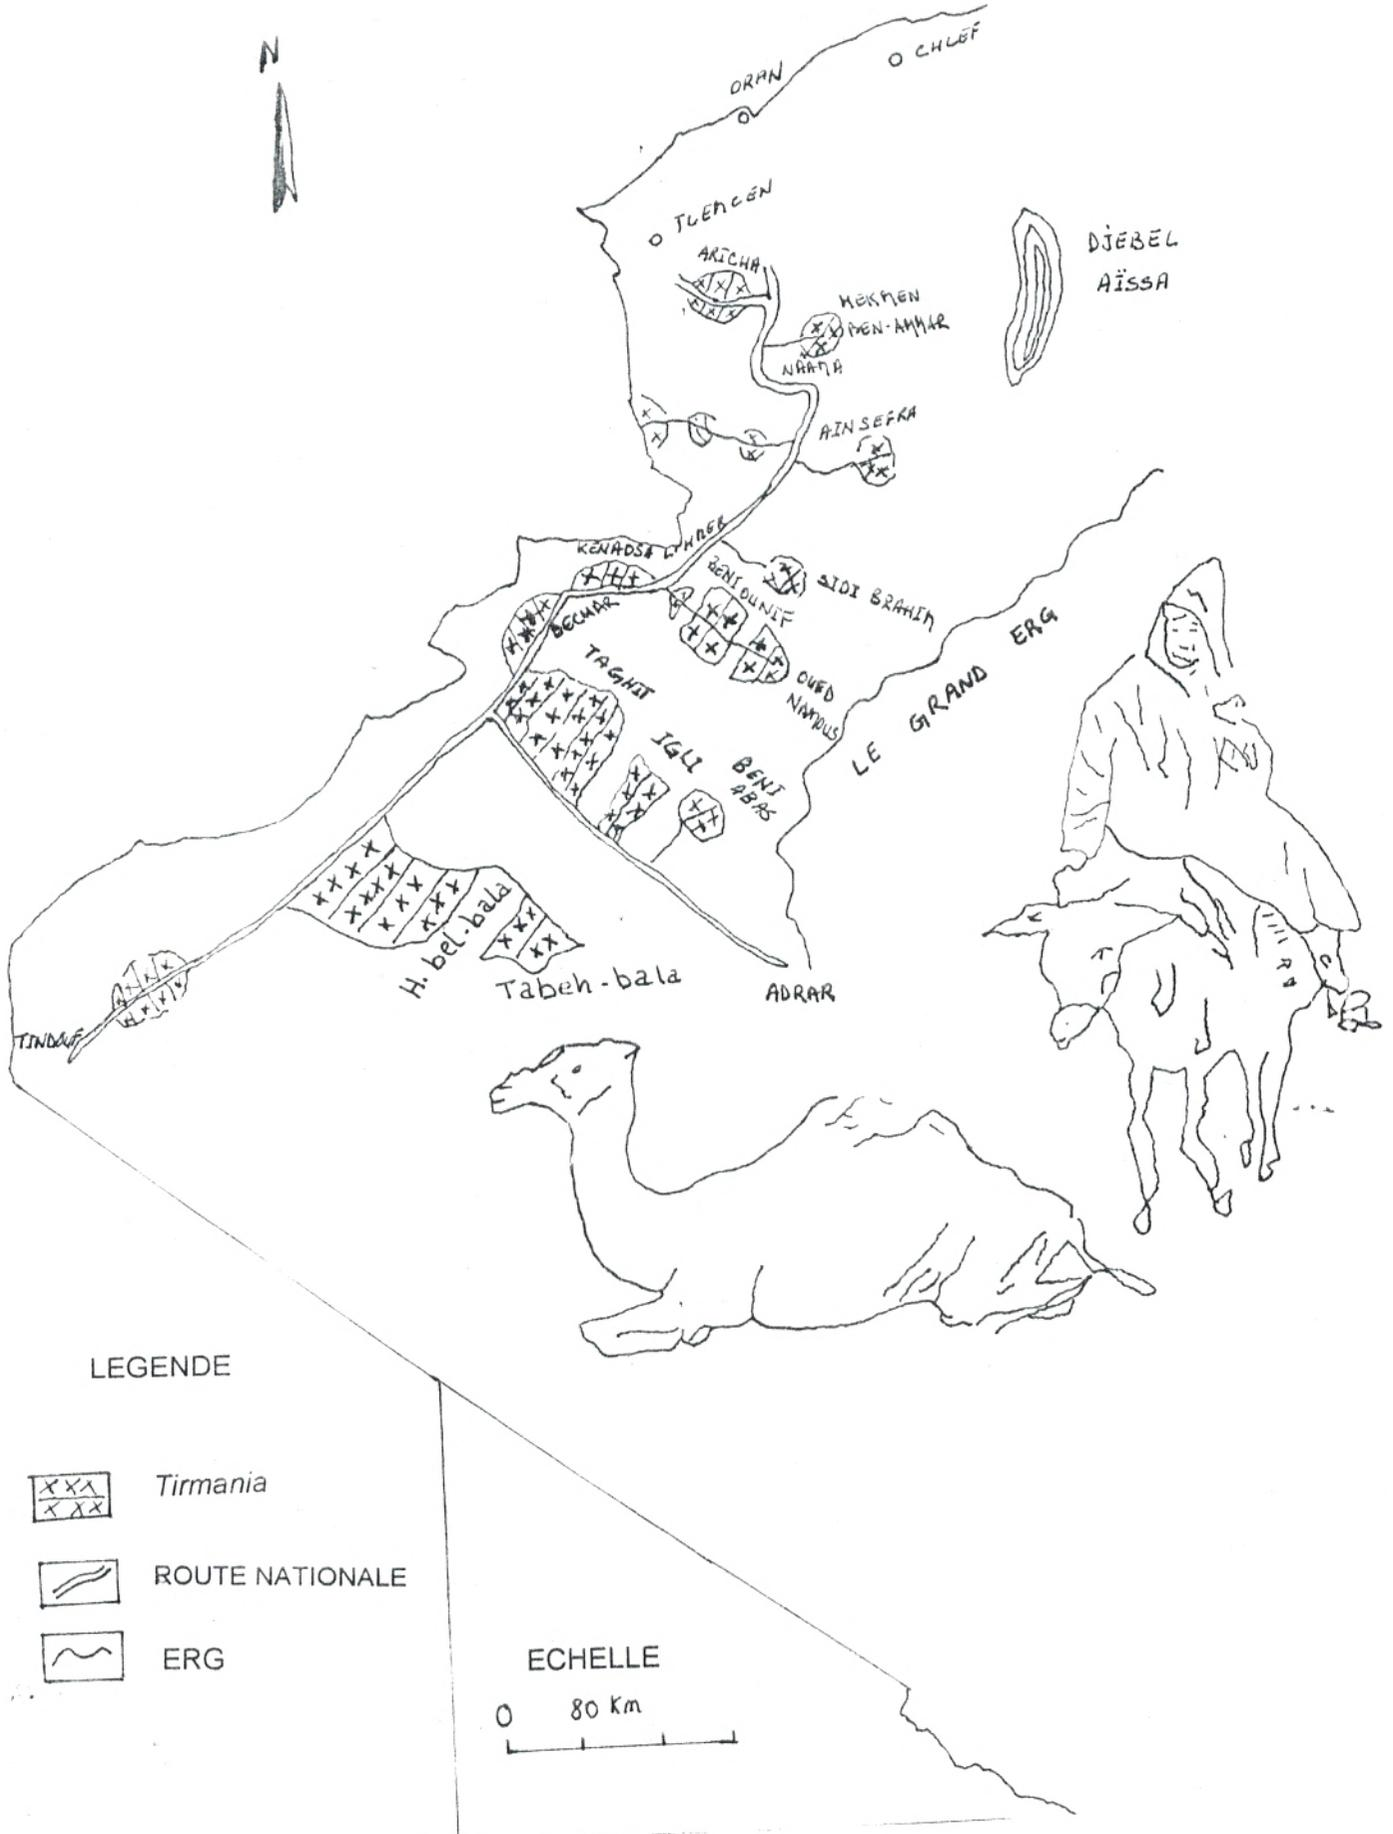 N
CHLEF
ORAN
TLEMCEN
ARICHA
DJEBEL
AÏSSA
MEKMEN
BEN-AMMAR
NAAMA
AIN SEFRA
KENADSA
BENI OUNIF
SIDI BRAHIM
BECHAR
LE GRAND ERG
TAGHIT
OUED
NAMOUS
IGLI
BENI
ABAS
H. bel-bala
Tabeh-bala
ADRAR
TINDOUF
LEGENDE
Tirmania
ROUTE NATIONALE
ERG
ECHELLE
0 80 Km